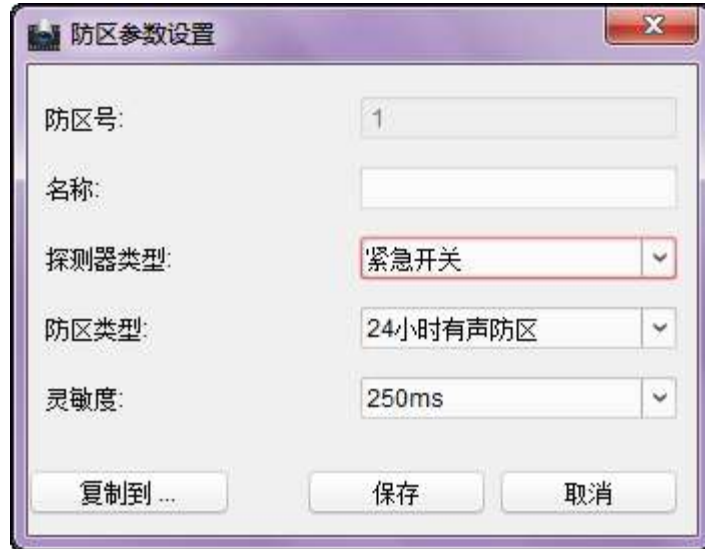 防区参数设置
防区号: 1
名称:
探测器类型: 紧急开关
防区类型: 24小时有声防区
灵敏度: 250ms
复制到 ... 保存 取消